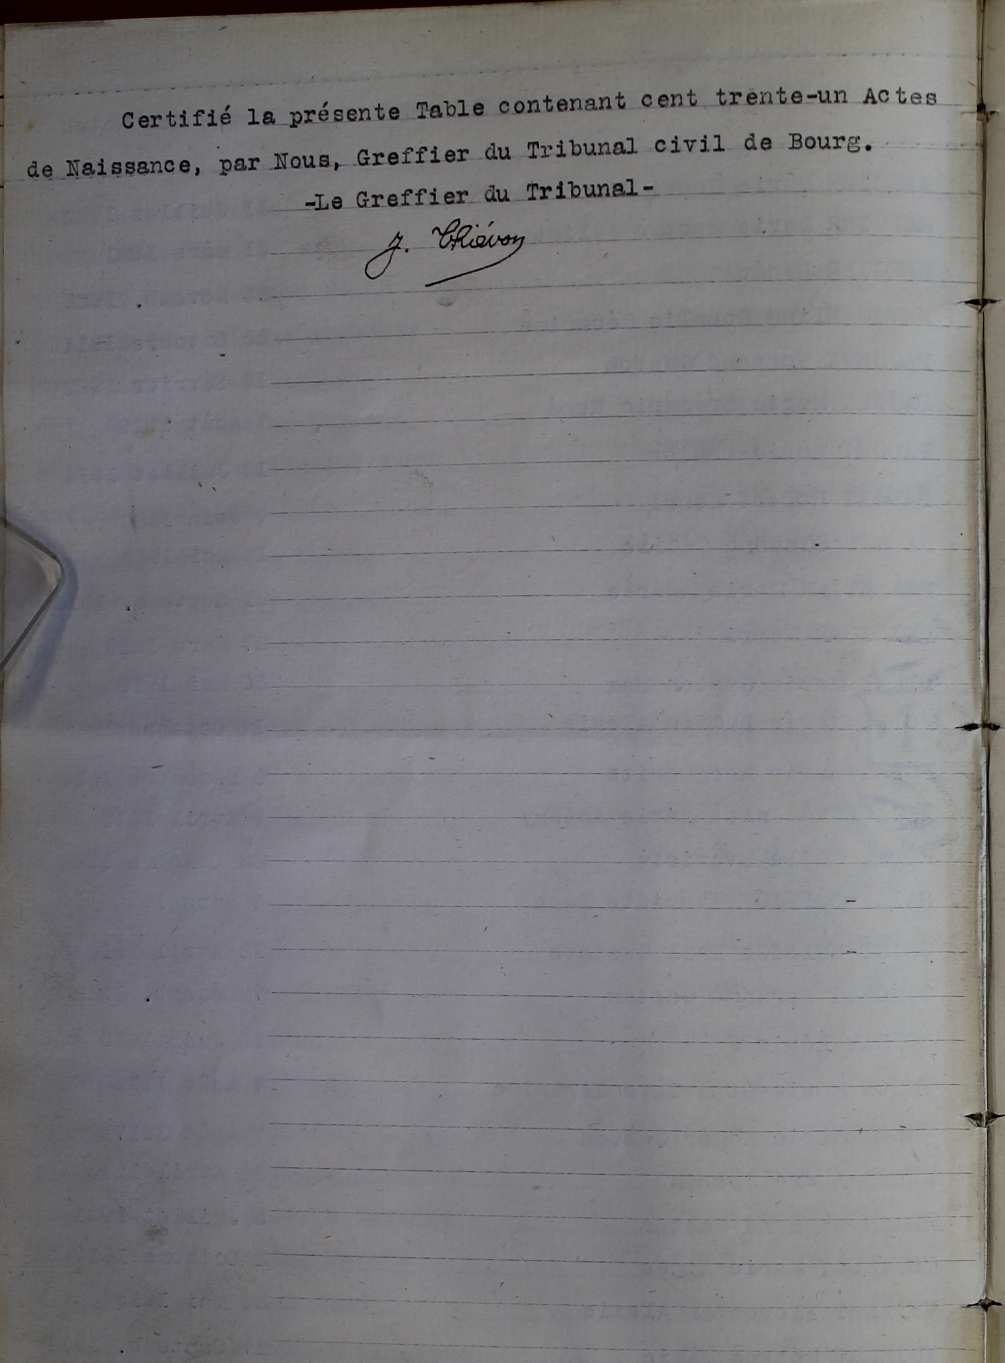 Certifié la présente Table contenant cent trente-un Actes
de Naissance, par Nous, Greffier du Tribunal civil de Bourg.
-Le Greffier du Tribunal-
J. Thiévon